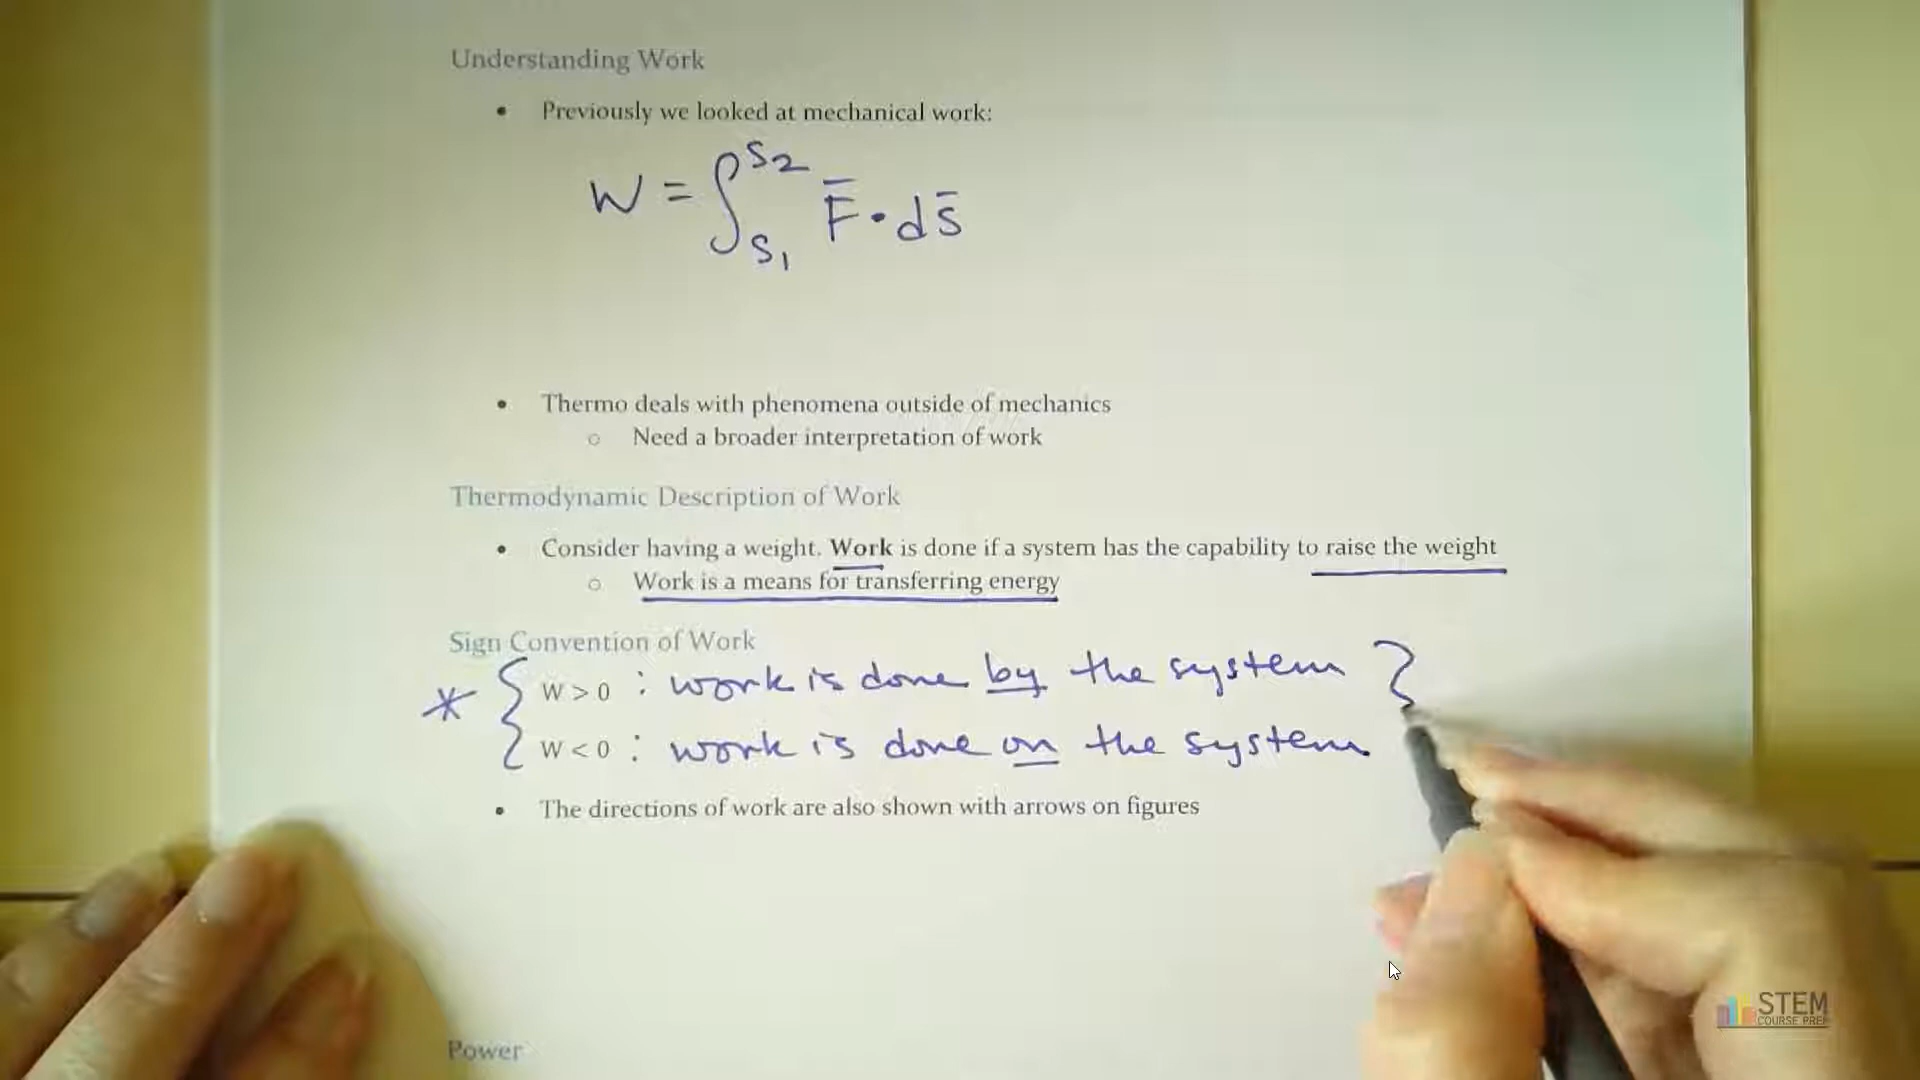 Understanding Work
• Previously we looked at mechanical work:
W = ∫_{S1}^{S2} F̄ · ds̄
• Thermo deals with phenomena outside of mechanics
○ Need a broader interpretation of work
Thermodynamic Description of Work
• Consider having a weight. Work is done if a system has the capability to raise the weight
○ Work is a means for transferring energy
Sign Convention of Work
* { W > 0 : work is done by the system }
W < 0 : work is done on the system.
• The directions of work are also shown with arrows on figures
Power
STEM
COURSE PREP